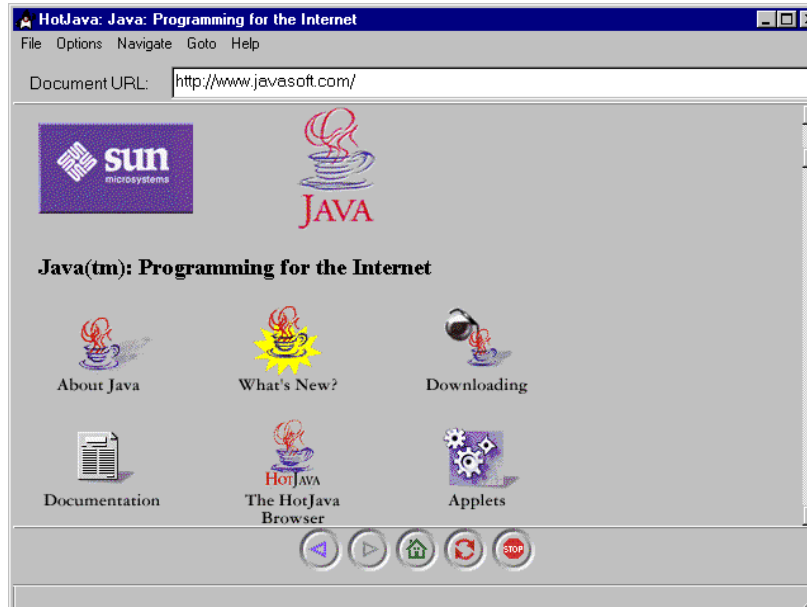 HotJava: Java: Programming for the Internet
File Options Navigate Goto Help
Document URL: http://www.javasoft.com/
Sun
microsystems
JAVA
Java(tm): Programming for the Internet
About Java What's New? Downloading
HOTJAVA
Documentation The HotJava Applets
Browser
STOP